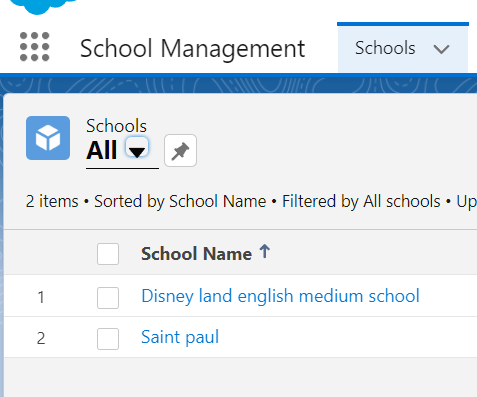 School Management
Schools
Schools
All
2 items • Sorted by School Name • Filtered by All schools • Up
School Name ↑
1 Disney land english medium school
2 Saint paul